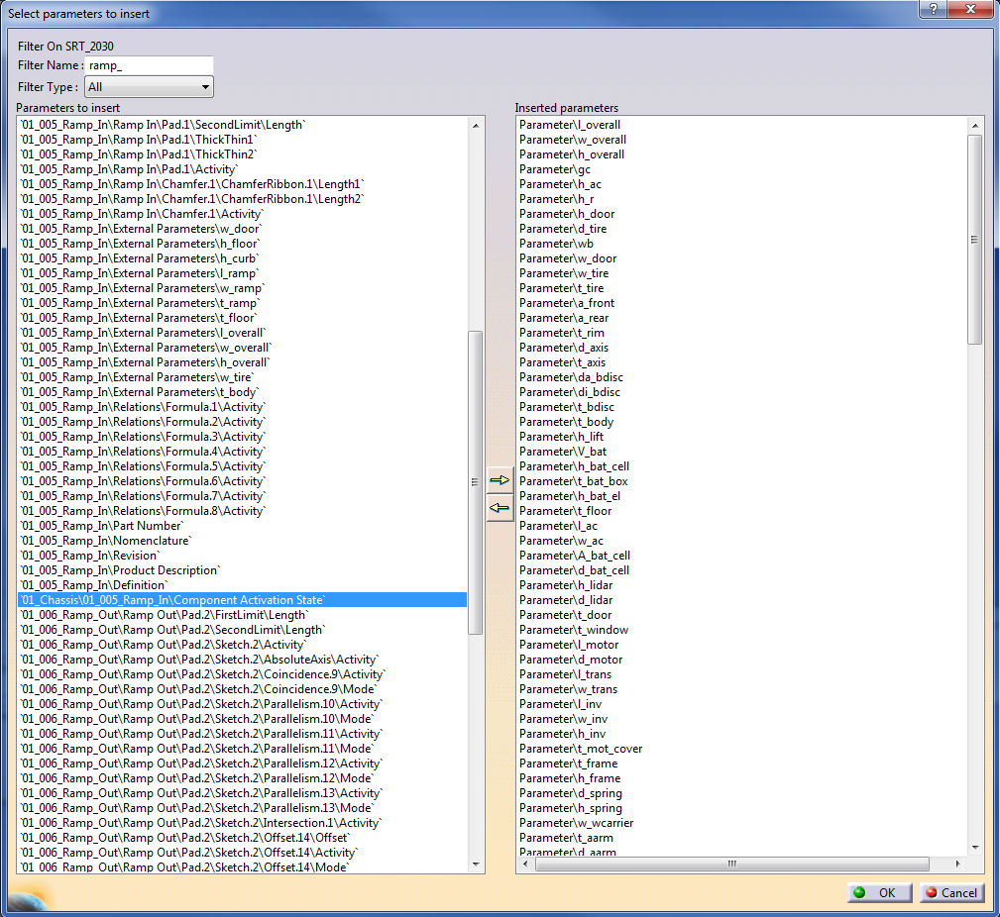 Select parameters to insert
?
Filter On SRT_2030
Filter Name : ramp_
Filter Type : All
Parameters to insert
`01_005_Ramp_In\Ramp In\Pad.1\SecondLimit\Length`
`01_005_Ramp_In\Ramp In\Pad.1\ThickThin1`
`01_005_Ramp_In\Ramp In\Pad.1\ThickThin2`
`01_005_Ramp_In\Ramp In\Pad.1\Activity`
`01_005_Ramp_In\Ramp In\Chamfer.1\ChamferRibbon.1\Length1`
`01_005_Ramp_In\Ramp In\Chamfer.1\ChamferRibbon.1\Length2`
`01_005_Ramp_In\Ramp In\Chamfer.1\Activity`
`01_005_Ramp_In\External Parameters\w_door`
`01_005_Ramp_In\External Parameters\h_floor`
`01_005_Ramp_In\External Parameters\h_curb`
`01_005_Ramp_In\External Parameters\l_ramp`
`01_005_Ramp_In\External Parameters\w_ramp`
`01_005_Ramp_In\External Parameters\t_ramp`
`01_005_Ramp_In\External Parameters\t_floor`
`01_005_Ramp_In\External Parameters\l_overall`
`01_005_Ramp_In\External Parameters\w_overall`
`01_005_Ramp_In\External Parameters\h_overall`
`01_005_Ramp_In\External Parameters\w_tire`
`01_005_Ramp_In\External Parameters\t_body`
`01_005_Ramp_In\Relations\Formula.1\Activity`
`01_005_Ramp_In\Relations\Formula.2\Activity`
`01_005_Ramp_In\Relations\Formula.3\Activity`
`01_005_Ramp_In\Relations\Formula.4\Activity`
`01_005_Ramp_In\Relations\Formula.5\Activity`
`01_005_Ramp_In\Relations\Formula.6\Activity`
`01_005_Ramp_In\Relations\Formula.7\Activity`
`01_005_Ramp_In\Relations\Formula.8\Activity`
`01_005_Ramp_In\Part Number`
`01_005_Ramp_In\Nomenclature`
`01_005_Ramp_In\Revision`
`01_005_Ramp_In\Product Description`
`01_005_Ramp_In\Definition`
`01_Chassis\01_005_Ramp_In\Component Activation State`
`01_006_Ramp_Out\Ramp Out\Pad.2\FirstLimit\Length`
`01_006_Ramp_Out\Ramp Out\Pad.2\SecondLimit\Length`
`01_006_Ramp_Out\Ramp Out\Pad.2\Sketch.2\Activity`
`01_006_Ramp_Out\Ramp Out\Pad.2\Sketch.2\AbsoluteAxis\Activity`
`01_006_Ramp_Out\Ramp Out\Pad.2\Sketch.2\Coincidence.9\Activity`
`01_006_Ramp_Out\Ramp Out\Pad.2\Sketch.2\Coincidence.9\Mode`
`01_006_Ramp_Out\Ramp Out\Pad.2\Sketch.2\Parallelism.10\Activity`
`01_006_Ramp_Out\Ramp Out\Pad.2\Sketch.2\Parallelism.10\Mode`
`01_006_Ramp_Out\Ramp Out\Pad.2\Sketch.2\Parallelism.11\Activity`
`01_006_Ramp_Out\Ramp Out\Pad.2\Sketch.2\Parallelism.11\Mode`
`01_006_Ramp_Out\Ramp Out\Pad.2\Sketch.2\Parallelism.12\Activity`
`01_006_Ramp_Out\Ramp Out\Pad.2\Sketch.2\Parallelism.12\Mode`
`01_006_Ramp_Out\Ramp Out\Pad.2\Sketch.2\Parallelism.13\Activity`
`01_006_Ramp_Out\Ramp Out\Pad.2\Sketch.2\Parallelism.13\Mode`
`01_006_Ramp_Out\Ramp Out\Pad.2\Sketch.2\Intersection.1\Activity`
`01_006_Ramp_Out\Ramp Out\Pad.2\Sketch.2\Offset.14\Offset`
`01_006_Ramp_Out\Ramp Out\Pad.2\Sketch.2\Offset.14\Activity`
`01_006_Ramp_Out\Ramp Out\Pad.2\Sketch.2\Offset.14\Mode`
Inserted parameters
Parameter\l_overall
Parameter\w_overall
Parameter\h_overall
Parameter\gc
Parameter\h_ac
Parameter\h_r
Parameter\h_door
Parameter\d_tire
Parameter\wb
Parameter\w_door
Parameter\w_tire
Parameter\t_tire
Parameter\a_front
Parameter\a_rear
Parameter\t_rim
Parameter\d_axis
Parameter\t_axis
Parameter\da_bdisc
Parameter\di_bdisc
Parameter\t_bdisc
Parameter\t_body
Parameter\h_lift
Parameter\V_bat
Parameter\h_bat_cell
Parameter\t_bat_box
Parameter\h_bat_el
Parameter\t_floor
Parameter\l_ac
Parameter\w_ac
Parameter\A_bat_cell
Parameter\d_bat_cell
Parameter\h_lidar
Parameter\d_lidar
Parameter\t_door
Parameter\t_window
Parameter\l_motor
Parameter\d_motor
Parameter\l_trans
Parameter\w_trans
Parameter\l_inv
Parameter\w_inv
Parameter\h_inv
Parameter\t_mot_cover
Parameter\t_frame
Parameter\h_frame
Parameter\d_spring
Parameter\h_spring
Parameter\w_wcarrier
Parameter\t_aarm
Parameter\d_aarm
OK
Cancel